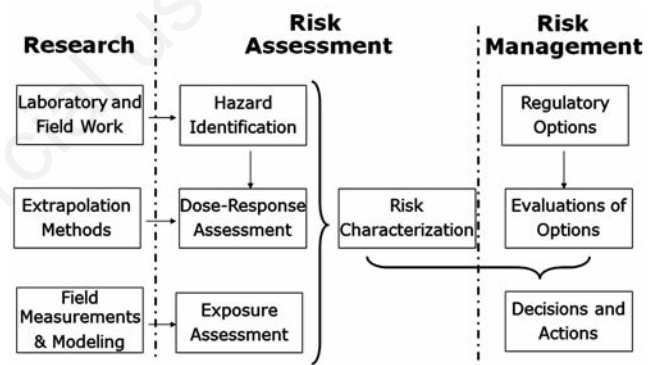 Research
Risk
Assessment
Risk
Management
Laboratory and
Field Work
Hazard
Identification
Regulatory
Options
Extrapolation
Methods
Dose-Response
Assessment
Risk
Characterization
Evaluations of
Options
Field
Measurements
& Modeling
Exposure
Assessment
Decisions and
Actions